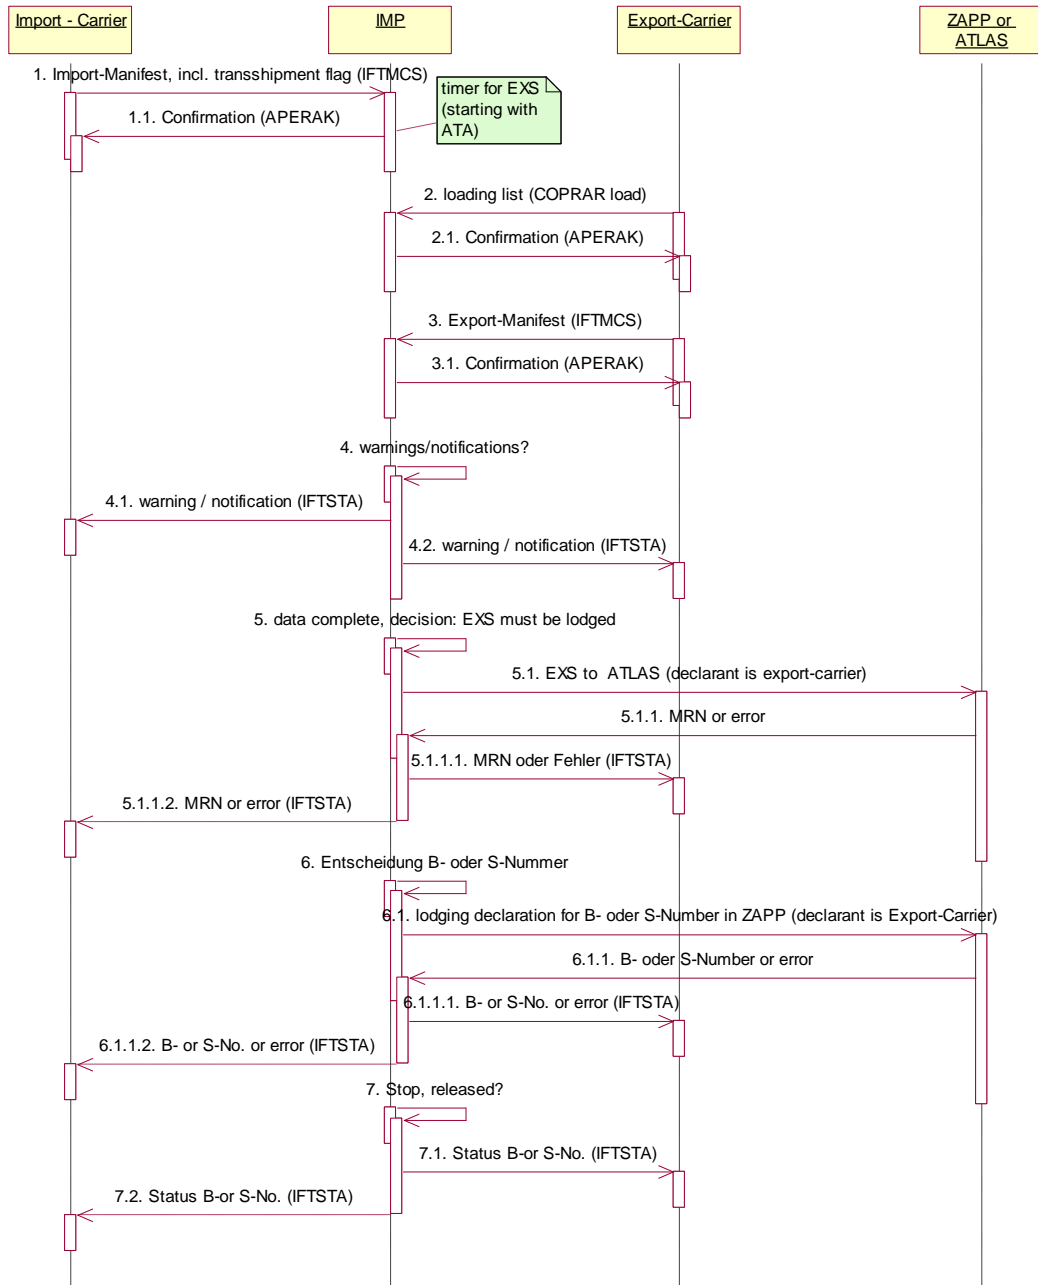 Import - Carrier
IMP
Export-Carrier
ZAPP or
ATLAS
1. Import-Manifest, incl. transshipment flag (IFTMCS)
timer for EXS
(starting with
ATA)
1.1. Confirmation (APERAK)
2. loading list (COPRAR load)
2.1. Confirmation (APERAK)
3. Export-Manifest (IFTMCS)
3.1. Confirmation (APERAK)
4. warnings/notifications?
4.1. warning / notification (IFTSTA)
4.2. warning / notification (IFTSTA)
5. data complete, decision: EXS must be lodged
5.1. EXS to  ATLAS (declarant is export-carrier)
5.1.1. MRN or error
5.1.1.1. MRN oder Fehler (IFTSTA)
5.1.1.2. MRN or error (IFTSTA)
6. Entscheidung B- oder S-Nummer
6.1. lodging declaration for B- oder S-Number in ZAPP (declarant is Export-Carrier)
6.1.1. B- oder S-Number or error
6.1.1.1. B- or S-No. or error (IFTSTA)
6.1.1.2. B- or S-No. or error (IFTSTA)
7. Stop, released?
7.1. Status B-or S-No. (IFTSTA)
7.2. Status B-or S-No. (IFTSTA)